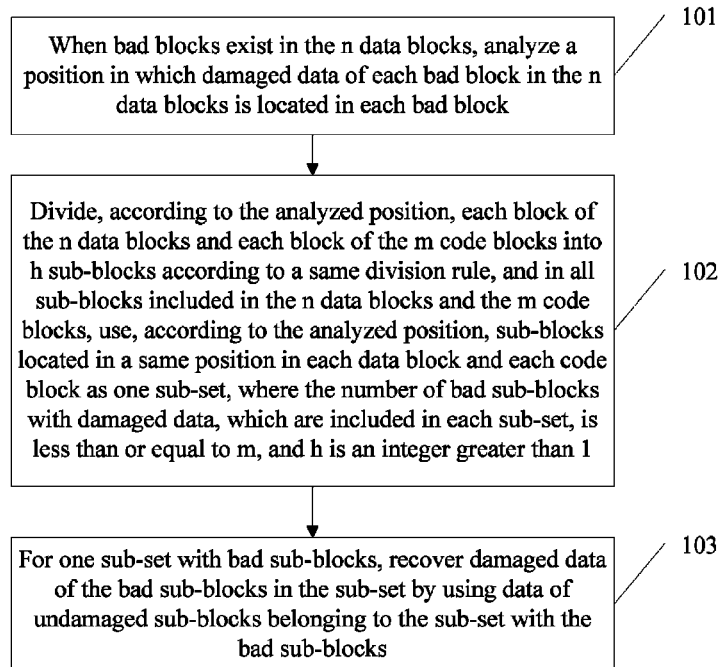 When bad blocks exist in the n data blocks, analyze a
position in which damaged data of each bad block in the n
data blocks is located in each bad block
101
Divide, according to the analyzed position, each block of
the n data blocks and each block of the m code blocks into
h sub-blocks according to a same division rule, and in all
sub-blocks included in the n data blocks and the m code
blocks, use, according to the analyzed position, sub-blocks
located in a same position in each data block and each code
block as one sub-set, where the number of bad sub-blocks
with damaged data, which are included in each sub-set, is
less than or equal to m, and h is an integer greater than 1
102
For one sub-set with bad sub-blocks, recover damaged data
of the bad sub-blocks in the sub-set by using data of
undamaged sub-blocks belonging to the sub-set with the
bad sub-blocks
103